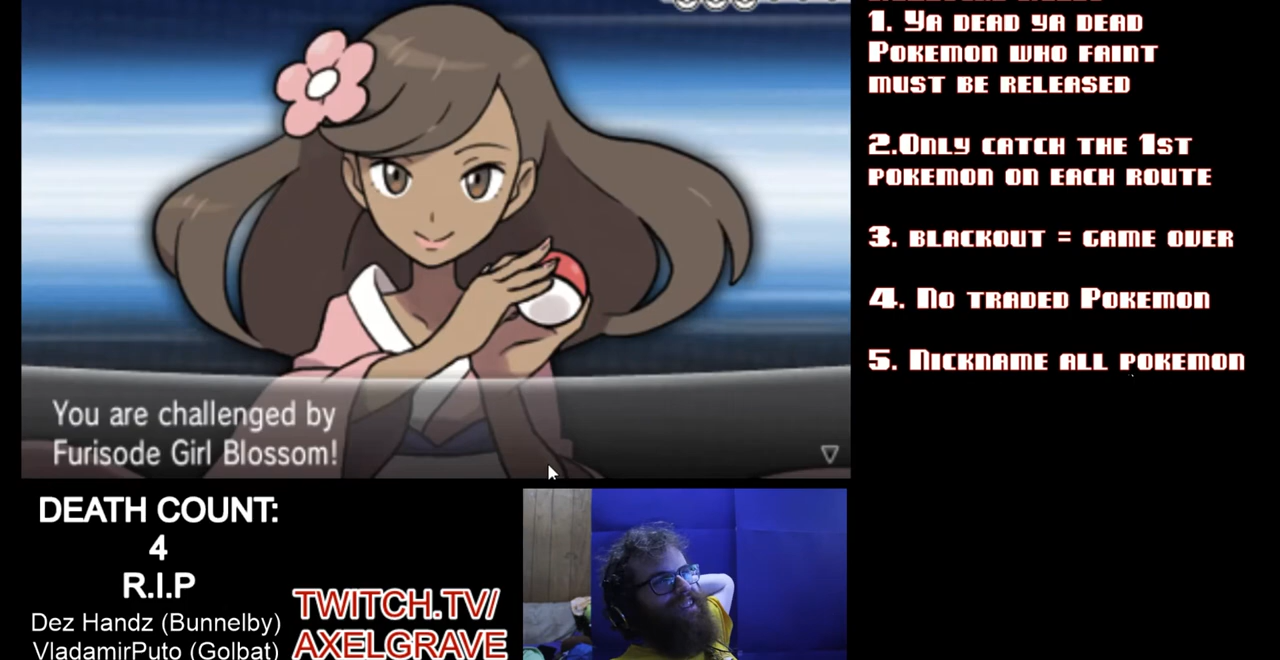 1. Ya dead ya dead
Pokemon who faint
must be released
2.Only catch the 1st
pokemon on each route
3. blackout = game over
4. No traded Pokemon
5. Nickname all pokemon
You are challenged by
Furisode Girl Blossom!
DEATH COUNT:
4
R.I.P
Dez Handz (Bunnelby)
VladamirPuto (Golbat)
TWITCH.TV/
AXELGRAVE